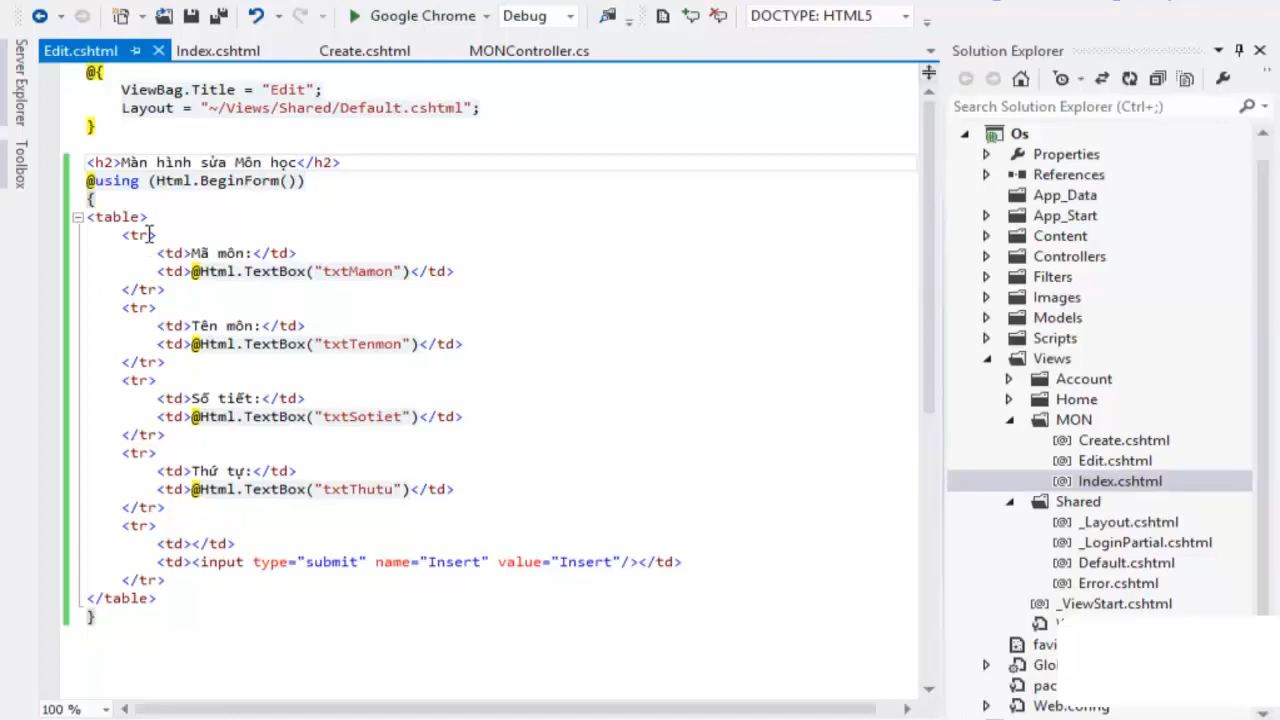 Google Chrome
Debug
DOCTYPE: HTML5
Edit.cshtml
Index.cshtml
Create.cshtml
MONController.cs
Server Explorer
Toolbox
@{
ViewBag.Title = "Edit";
Layout = "~/Views/Shared/Default.cshtml";
}
<h2>Màn hình sửa Môn học</h2>
@using (Html.BeginForm())
{
<table>
<tr>
<td>Mã môn:</td>
<td>@Html.TextBox("txtMamon")</td>
</tr>
<tr>
<td>Tên môn:</td>
<td>@Html.TextBox("txtTenmon")</td>
</tr>
<tr>
<td>Số tiết:</td>
<td>@Html.TextBox("txtSotiet")</td>
</tr>
<tr>
<td>Thứ tự:</td>
<td>@Html.TextBox("txtThutu")</td>
</tr>
<tr>
<td></td>
<td><input type="submit" name="Insert" value="Insert"/></td>
</tr>
</table>
}
100 %
Solution Explorer
Search Solution Explorer (Ctrl+;)
Os
Properties
References
App_Data
App_Start
Content
Controllers
Filters
Images
Models
Scripts
Views
Account
Home
MON
Create.cshtml
Edit.cshtml
Index.cshtml
Shared
_Layout.cshtml
_LoginPartial.cshtml
Default.cshtml
Error.cshtml
_ViewStart.cshtml
favi
Glo
pac
Web.config